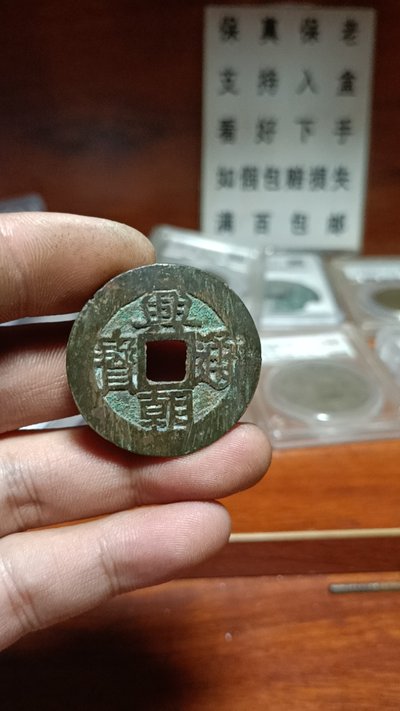 保真保老
支持入盒
看好下手
如假包赔损失
满百包邮
興朝通寶